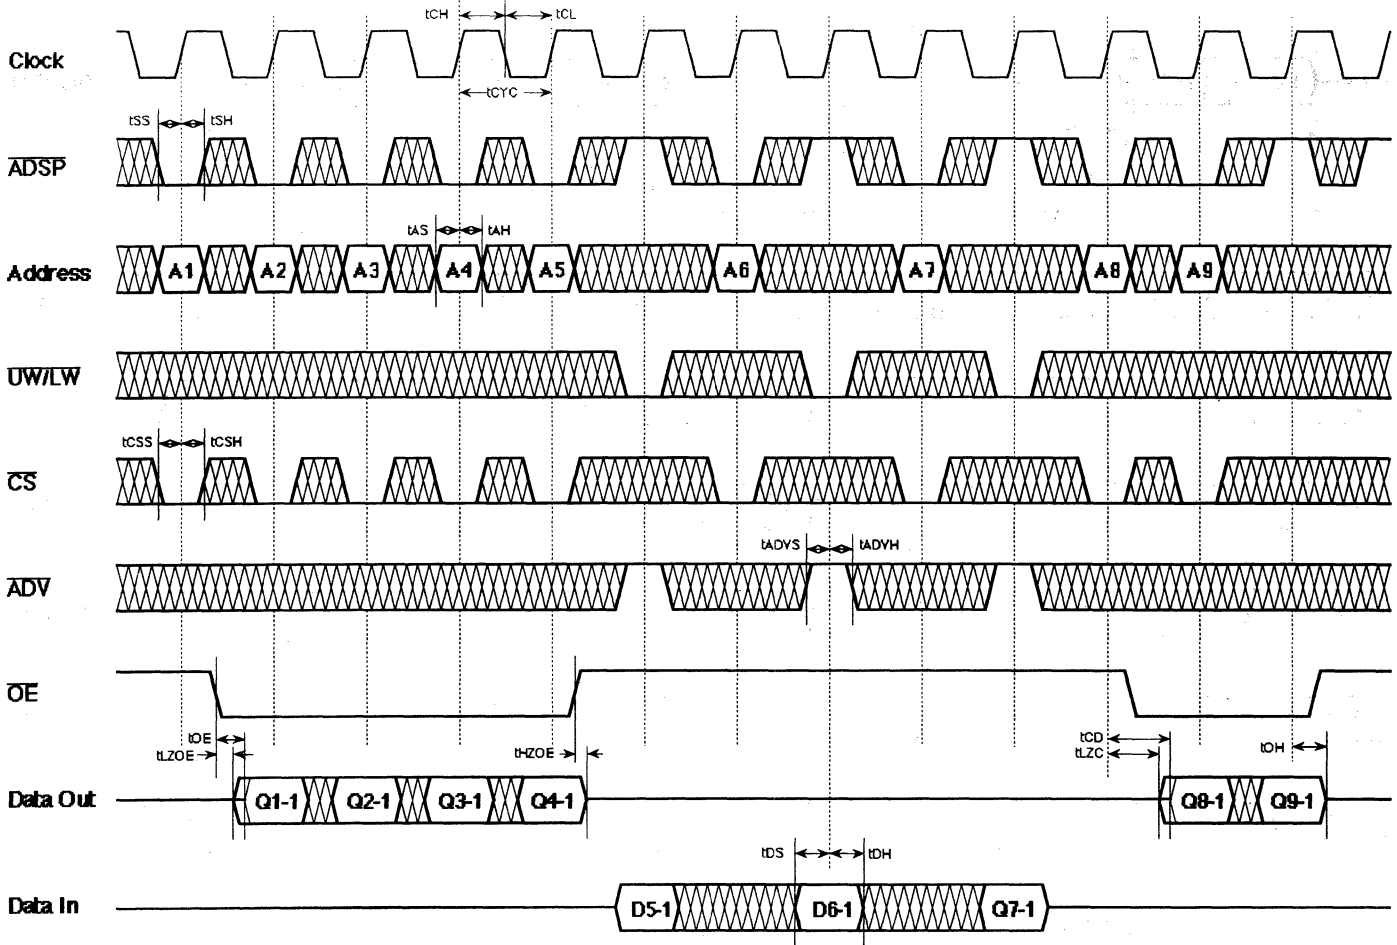 tCH tCL
Clock
tCYC
tSS tSH
ADSP
tAS tAH
Address A1 A2 A3 A4 A5 A6 A7 A8 A9
UW/LW
tCSS tCSH
CS
tADVS tADVH
ADV
OE
tOE tCD
tLZOE tHZOE tLZC tOH
Data Out Q1-1 Q2-1 Q3-1 Q4-1 Q8-1 Q9-1
tDS tDH
Data In D5-1 D6-1 Q7-1